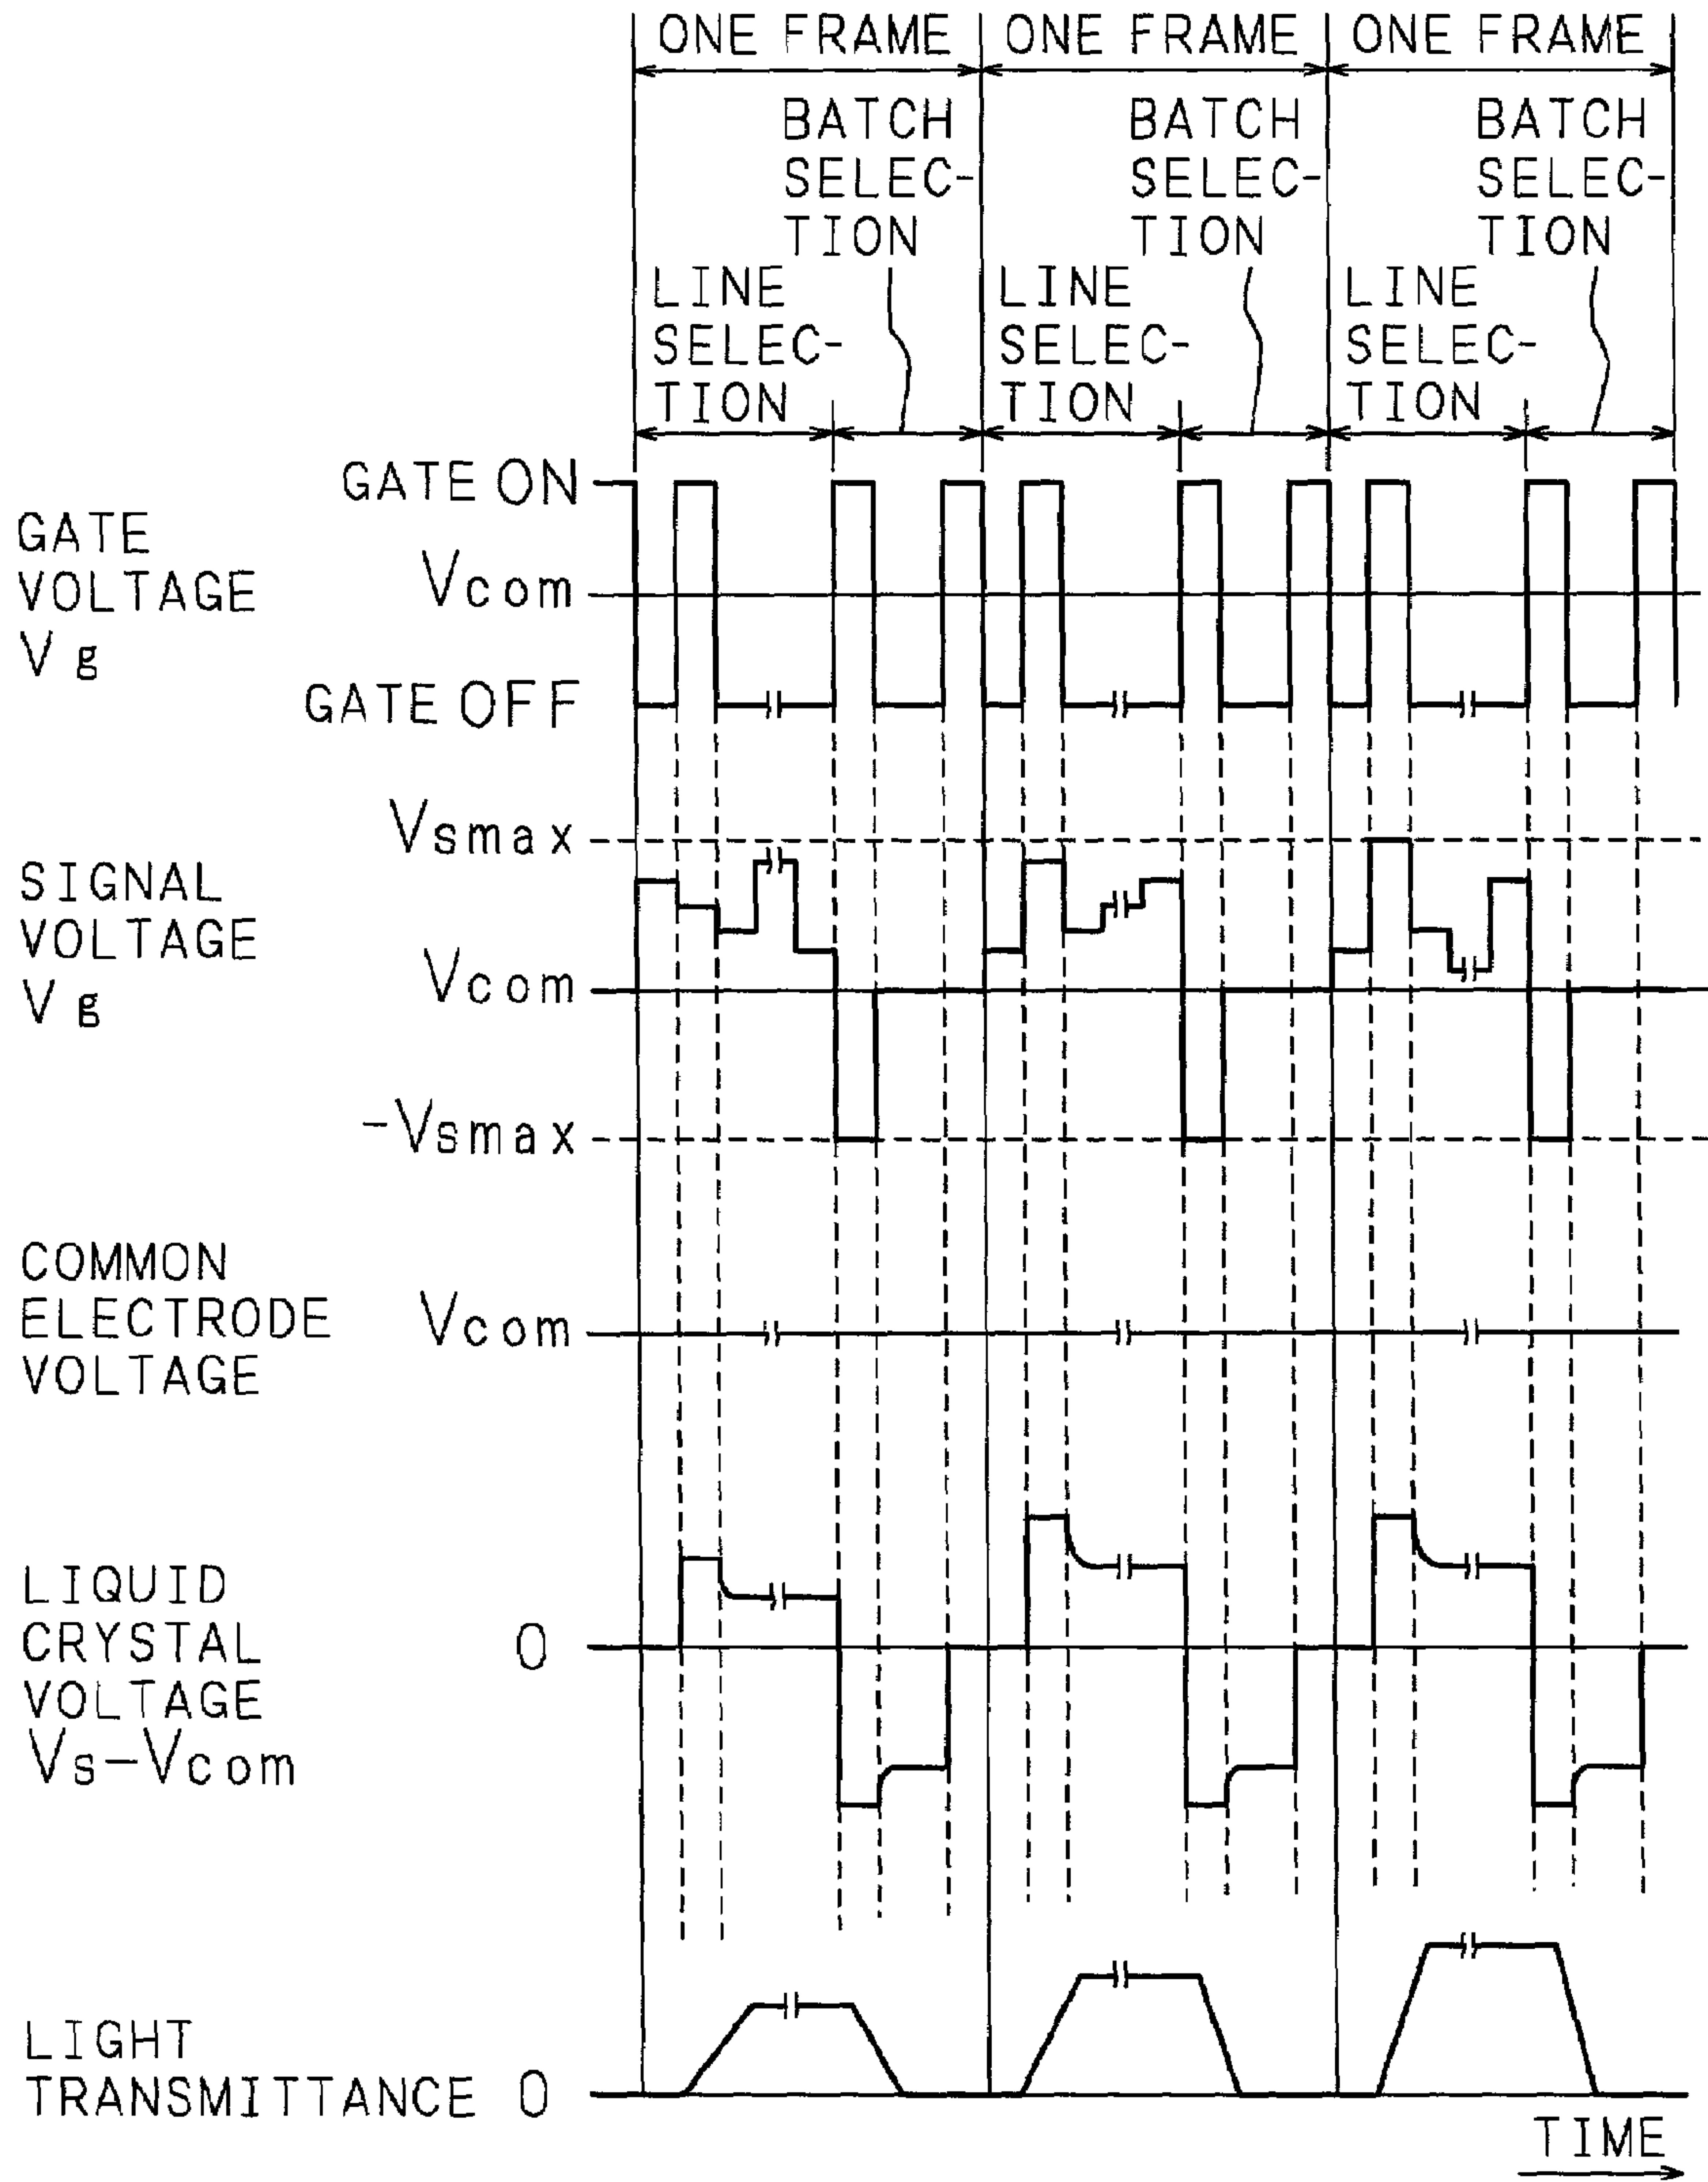 ONE FRAME ONE FRAME ONE FRAME
BATCH SELEC-
TION
BATCH SELEC-
TION
BATCH SELEC-
TION
LINE
SELEC-
TION
LINE
SELEC-
TION
LINE
SELEC-
TION
GATE
VOLTAGE
Vg
GATE ON
Vcom
GATE OFF
SIGNAL
VOLTAGE
Vg
Vsmax
Vcom
-Vsmax
COMMON
ELECTRODE
VOLTAGE
Vcom
LIQUID
CRYSTAL
VOLTAGE
Vs-Vcom
0
LIGHT
TRANSMITTANCE 0
TIME